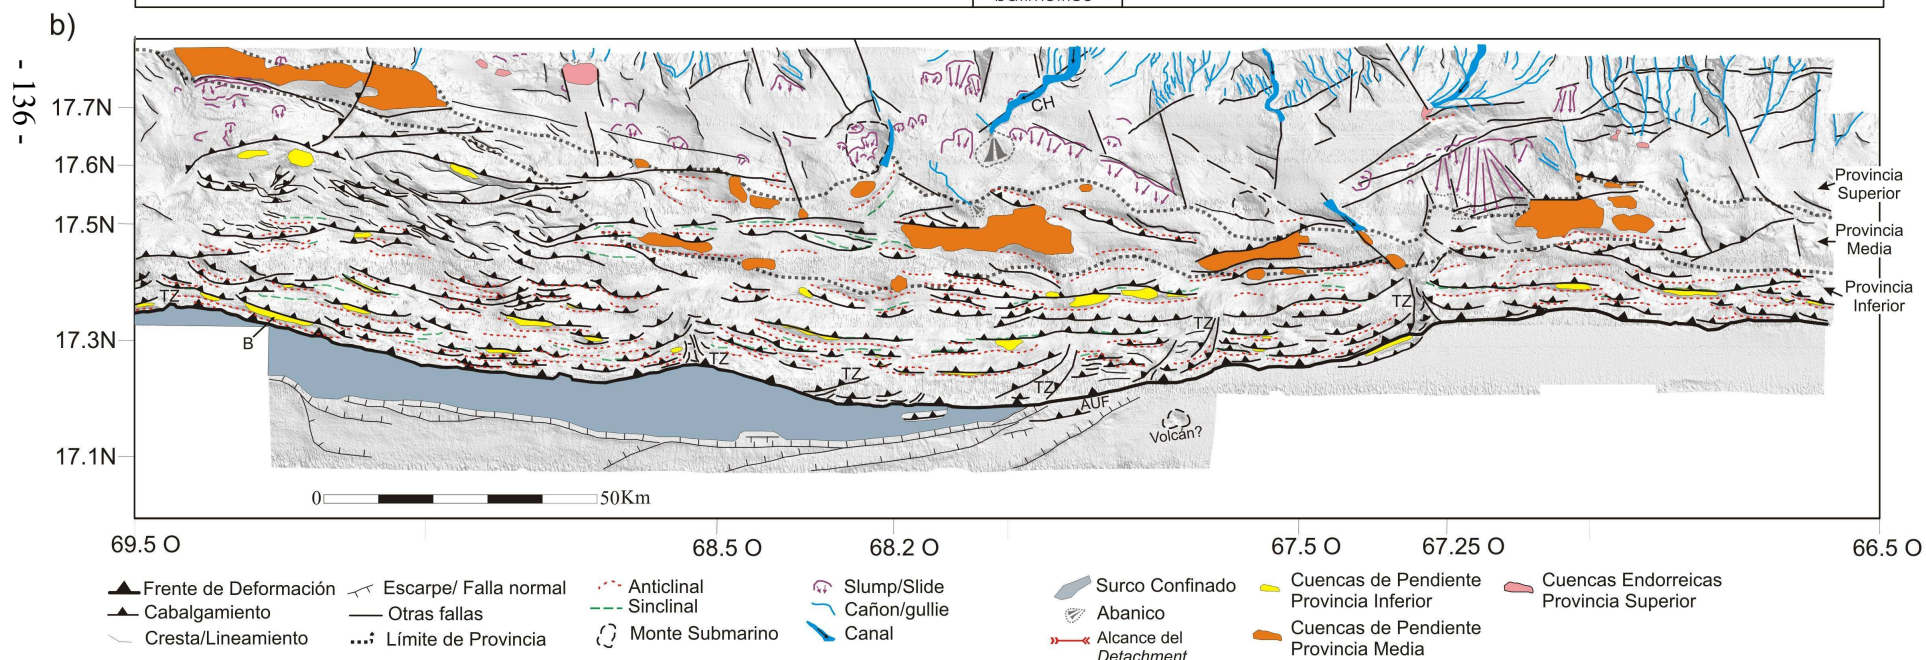 b)
- 136 -
17.7N
17.6N
17.5N
17.3N
17.1N
CH
TZ
B
TZ
TZ
TZ
TZ
TZ
AUF
Volcán?
Provincia
Superior
Provincia
Media
Provincia
Inferior
0 50Km
69.5 O 68.5 O 68.2 O 67.5 O 67.25 O 66.5 O
Frente de Deformación
Cabalgamiento
Cresta/Lineamiento
Escarpe/ Falla normal
Otras fallas
Límite de Provincia
Anticlinal
Sinclinal
Monte Submarino
Slump/Slide
Cañon/gullie
Canal
Surco Confinado
Abanico
Alcance del
Detachment
Cuencas de Pendiente
Provincia Inferior
Cuencas de Pendiente
Provincia Media
Cuencas Endorreicas
Provincia Superior